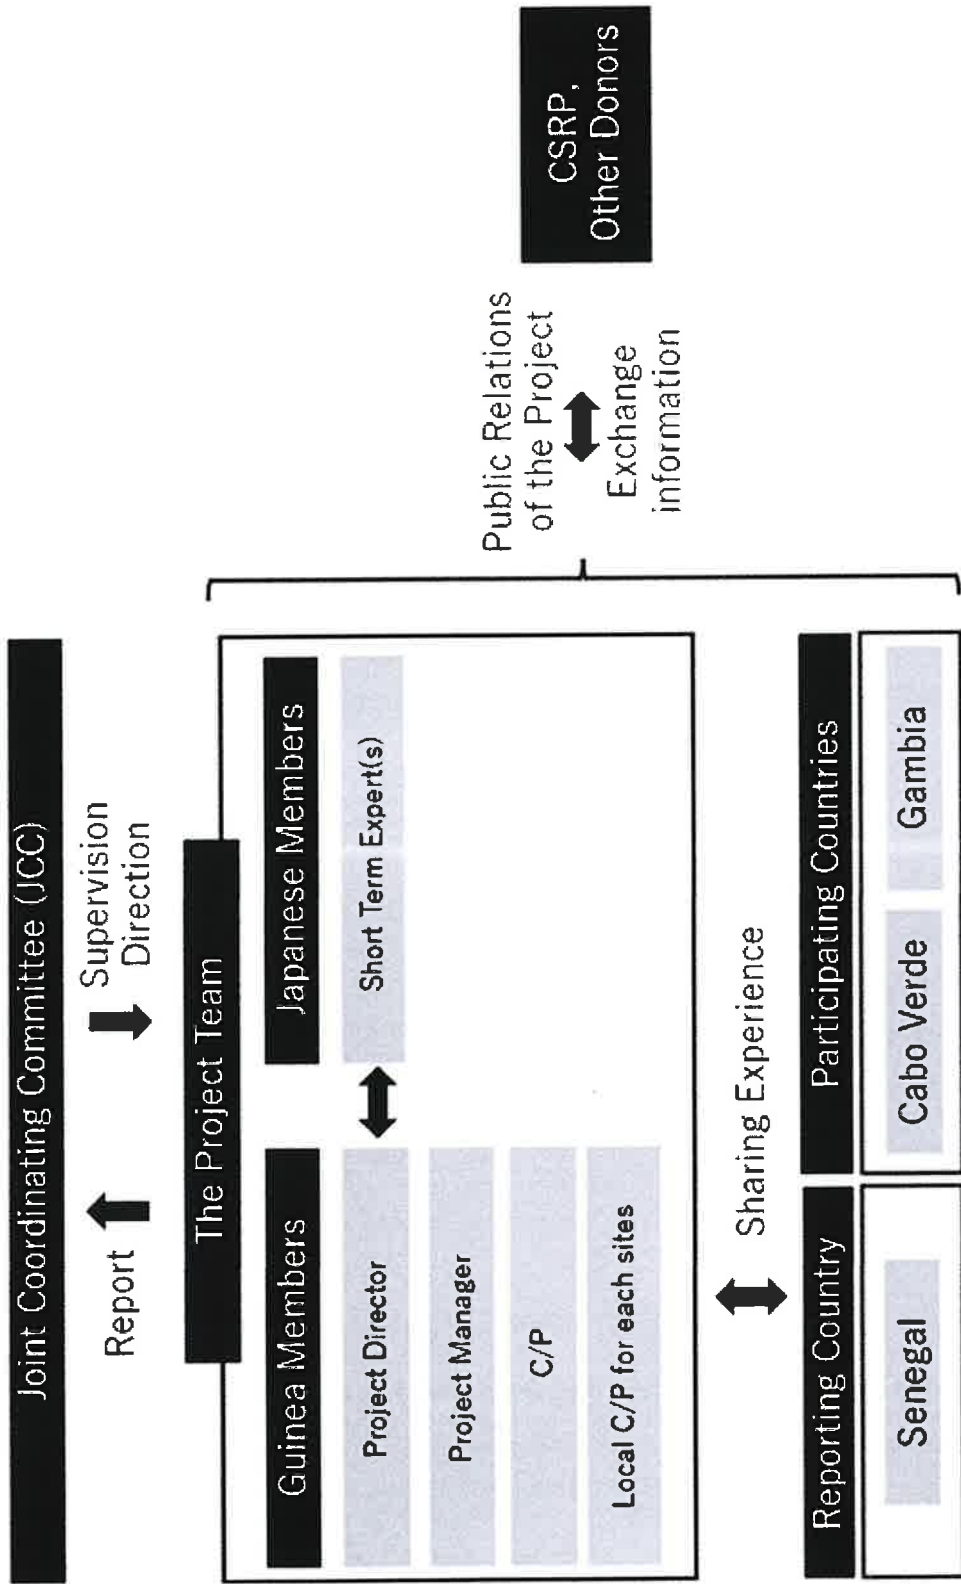 Joint Coordinating Committee (JCC)
Report
Supervision
Direction
The Project Team
Guinea Members
Project Director
Project Manager
C/P
Local C/P for each sites
Japanese Members
Short Term Expert(s)
Sharing Experience
Reporting Country
Senegal
Participating Countries
Cabo Verde
Gambia
Public Relations
of the Project
Exchange
information
CSRP,
Other Donors